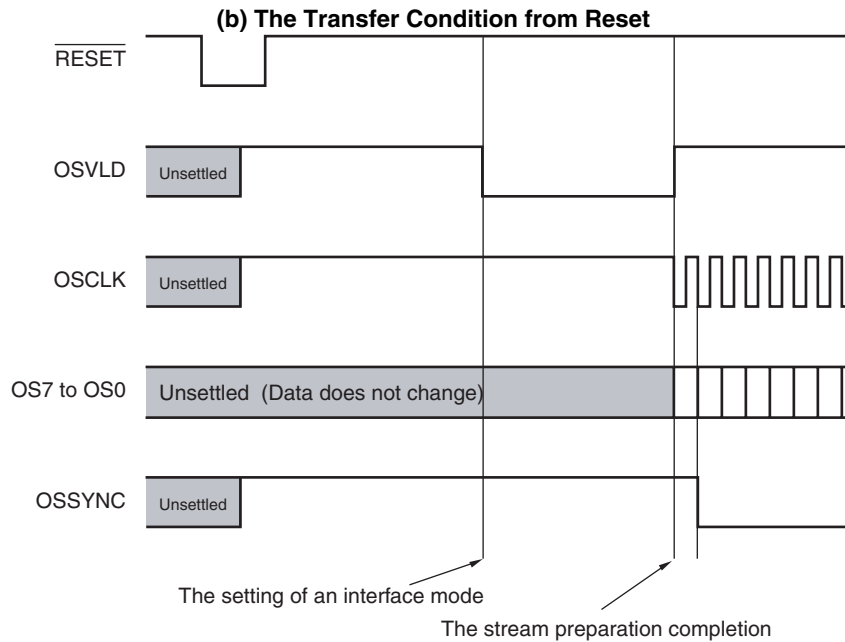 (b) The Transfer Condition from Reset
RESET
OSVLD
Unsettled
OSCLK
Unsettled
OS7 to OS0
Unsettled (Data does not change)
OSSYNC
Unsettled
The setting of an interface mode
The stream preparation completion